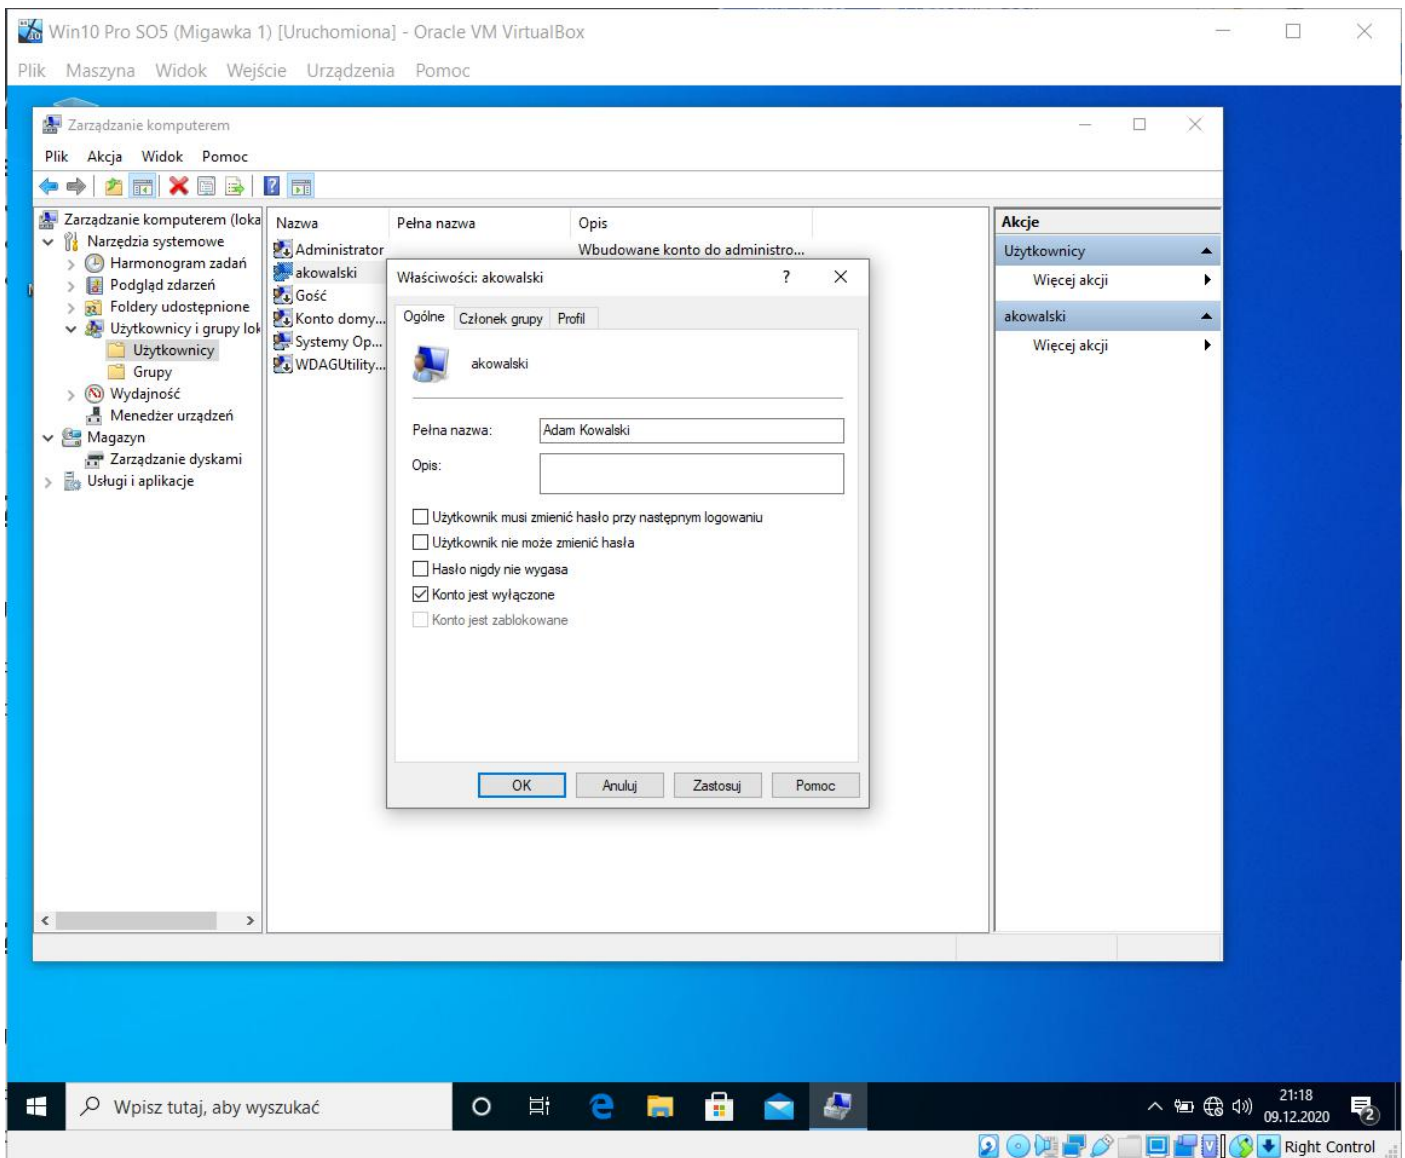 Win10 Pro SO5 (Migawka 1) [Uruchomiona] - Oracle VM VirtualBox
Plik Maszyna Widok Wejście Urządzenia Pomoc
Zarządzanie komputerem
Plik Akcja Widok Pomoc
Zarządzanie komputerem (loka
Narzędzia systemowe
Harmonogram zadań
Podgląd zdarzeń
Foldery udostępnione
Użytkownicy i grupy lok
Użytkownicy
Grupy
Wydajność
Menedżer urządzeń
Magazyn
Zarządzanie dyskami
Usługi i aplikacje
Nazwa Pełna nazwa Opis
Administrator Wbudowane konto do administro...
akowalski
Gość
Konto domy...
Systemy Op...
WDAGUtility...
Właściwości: akowalski ?
Ogólne Członek grupy Profil
akowalski
Pełna nazwa: Adam Kowalski
Opis:
Użytkownik musi zmienić hasło przy następnym logowaniu
Użytkownik nie może zmienić hasła
Hasło nigdy nie wygasa
Konto jest wyłączone
Konto jest zablokowane
OK Anuluj Zastosuj Pomoc
Akcje
Użytkownicy
Więcej akcji
akowalski
Więcej akcji
Wpisz tutaj, aby wyszukać
21:18
09.12.2020
2
Right Control